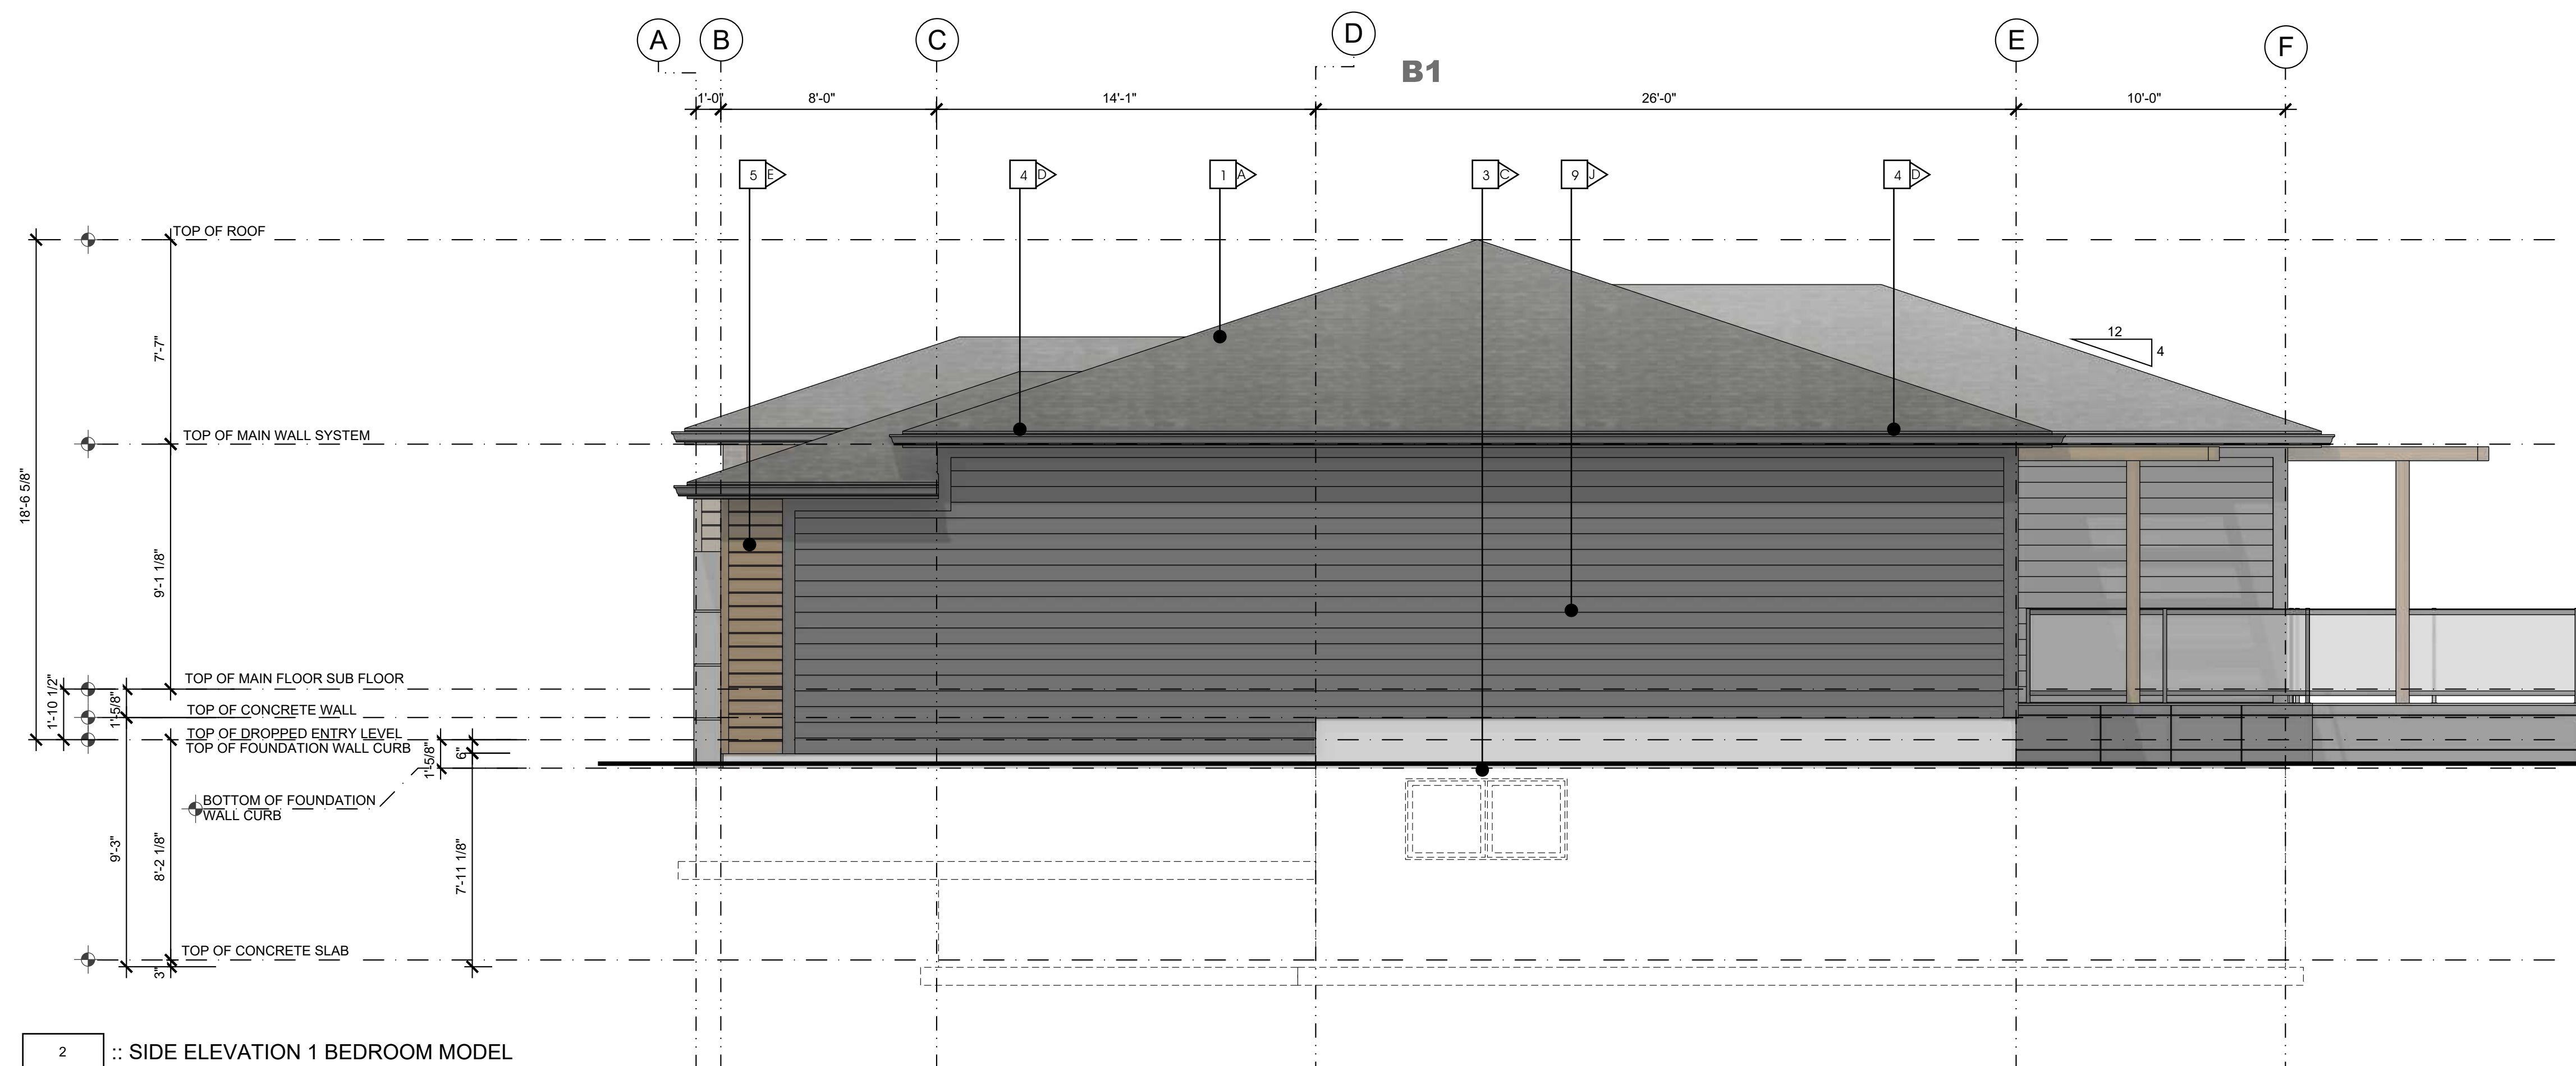 A B C D E F
B1
1'-0" 8'-0" 14'-1" 26'-0" 10'-0"
5 E 4 D 1 A 3 C 9 J 4 D
TOP OF ROOF
12
4
7'-7"
TOP OF MAIN WALL SYSTEM
18'-6 5/8"
9'-1 1/8"
TOP OF MAIN FLOOR SUB FLOOR
1'-10 1/2"
1'-5/8"
TOP OF CONCRETE WALL
TOP OF DROPPED ENTRY LEVEL
TOP OF FOUNDATION WALL CURB
1'-5/8"
6"
BOTTOM OF FOUNDATION
WALL CURB
9'-3"
8'-2 1/8"
7'-11 1/8"
TOP OF CONCRETE SLAB
3"
2 :: SIDE ELEVATION 1 BEDROOM MODEL